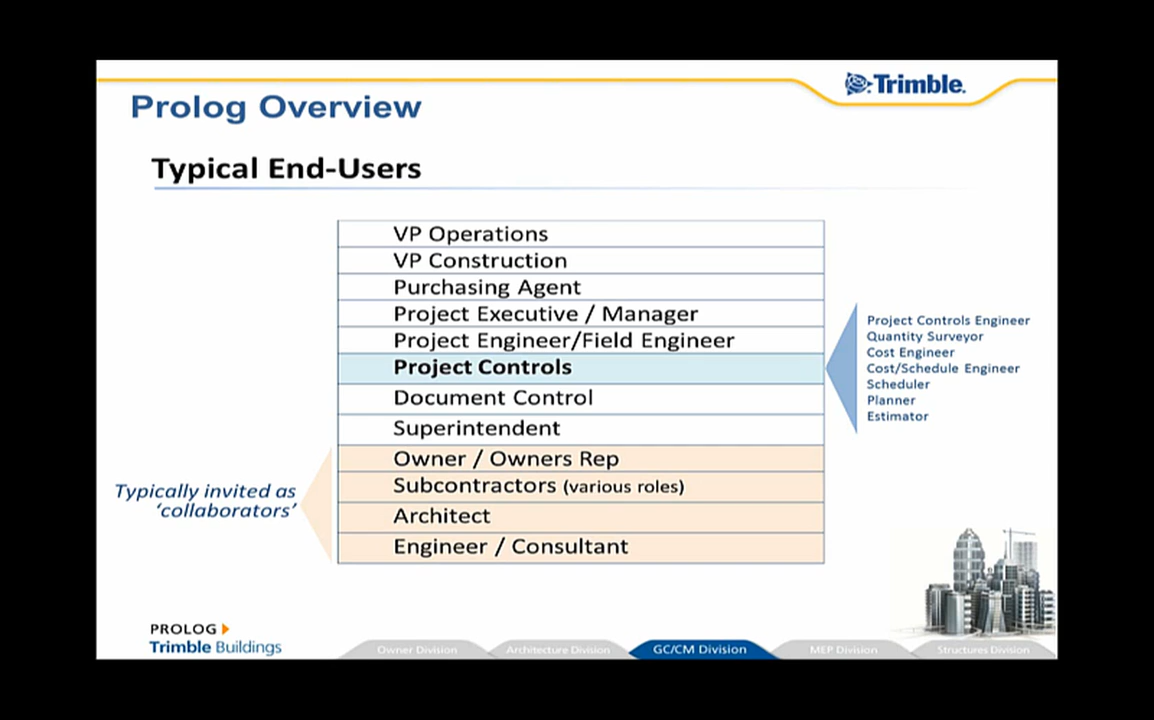 Trimble.
Prolog Overview
Typical End-Users
VP Operations
VP Construction
Purchasing Agent
Project Executive / Manager
Project Engineer/Field Engineer
Project Controls
Document Control
Superintendent
Owner / Owners Rep
Subcontractors (various roles)
Architect
Engineer / Consultant
Project Controls Engineer
Quantity Surveyor
Cost Engineer
Cost/Schedule Engineer
Scheduler
Planner
Estimator
Typically invited as
‘collaborators’
PROLOG
Trimble Buildings
Owner Division
Architecture Division
GC/CM Division
MEP Division
Structures Division